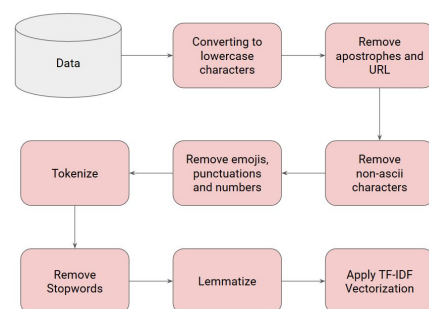 Data
Converting to
lowercase
characters
Remove
apostrophes and
URL
Remove
non-ascii
characters
Remove emojis,
punctuations
and numbers
Tokenize
Remove
Stopwords
Lemmatize
Apply TF-IDF
Vectorization